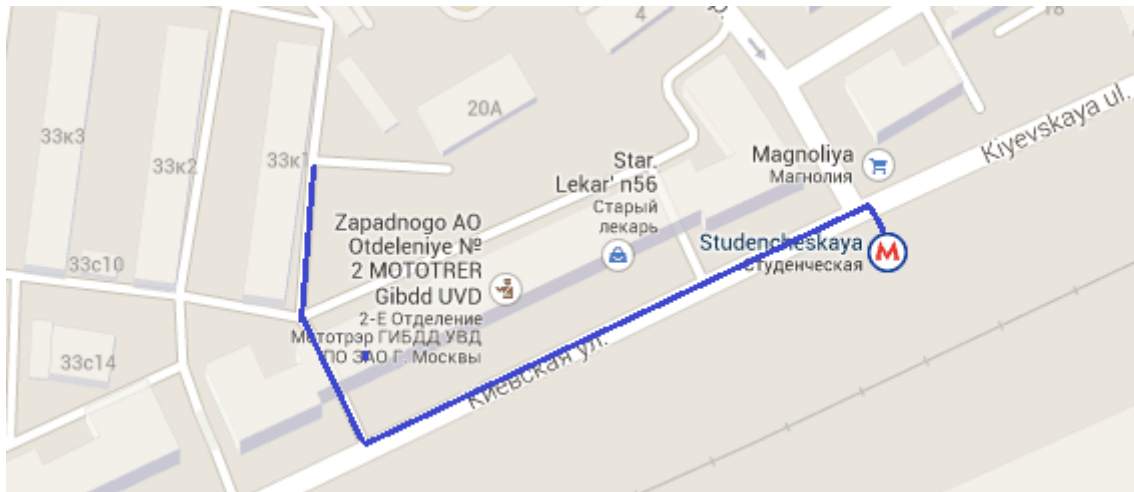 4
18
20А
33к3
33к2
33к1
Kiyevskaya ul.
Magnoliya
Магнолия
Star.
Lekar' n56
Старый
лекарь
Zapadnogo AO
Otdeleniye №
2 MOTOTRER
Gibdd UVD
2-Е Отделение
Мототрэр ГИБДД УВД
ПО ЗАО Г. Москвы
Studencheskaya
Студенческая
М
33с10
33с14
Киевская ул.